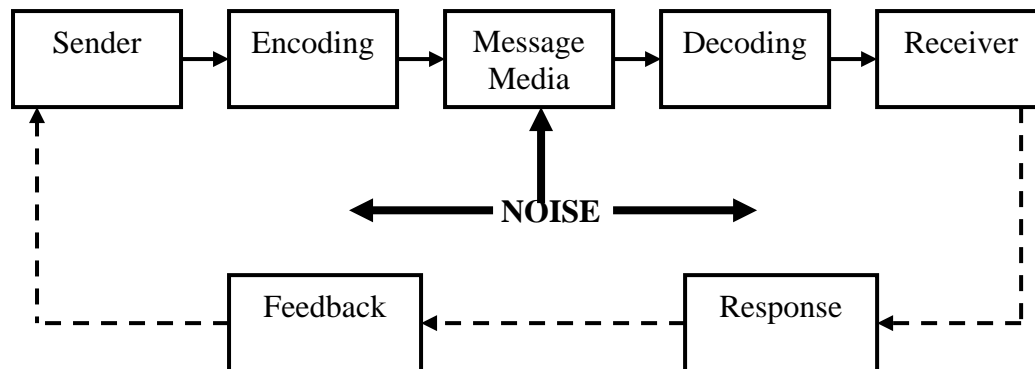 Sender
Encoding
Message
Media
Decoding
Receiver
NOISE
Feedback
Response